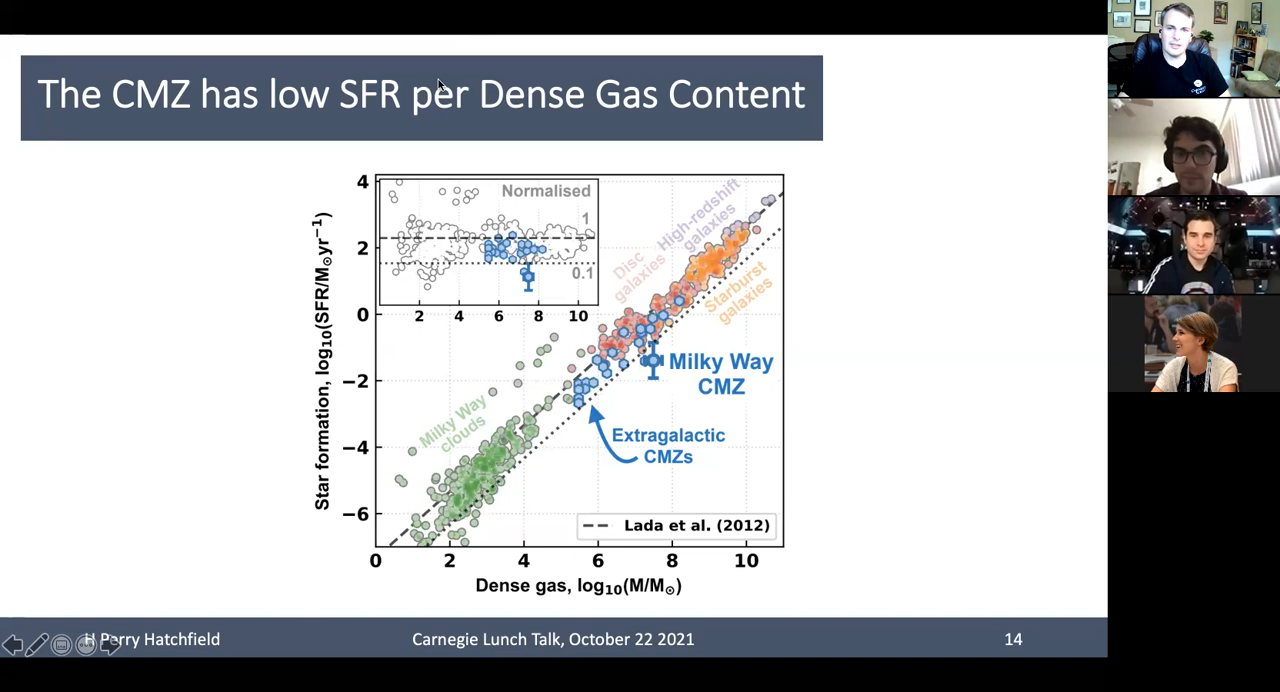 The CMZ has low SFR per Dense Gas Content
Star formation, log₁₀(SFR/M⊙yr⁻¹)
4
2
0
−2
−4
−6
Normalised
1
0.1
2
4
6
8
10
High-redshift
galaxies
Disc
galaxies
Starburst
galaxies
Milky Way
CMZ
Milky Way
clouds
Extragalactic
CMZs
Lada et al. (2012)
0
2
4
6
8
10
Dense gas, log₁₀(M/M⊙)
H Perry Hatchfield
Carnegie Lunch Talk, October 22 2021
14